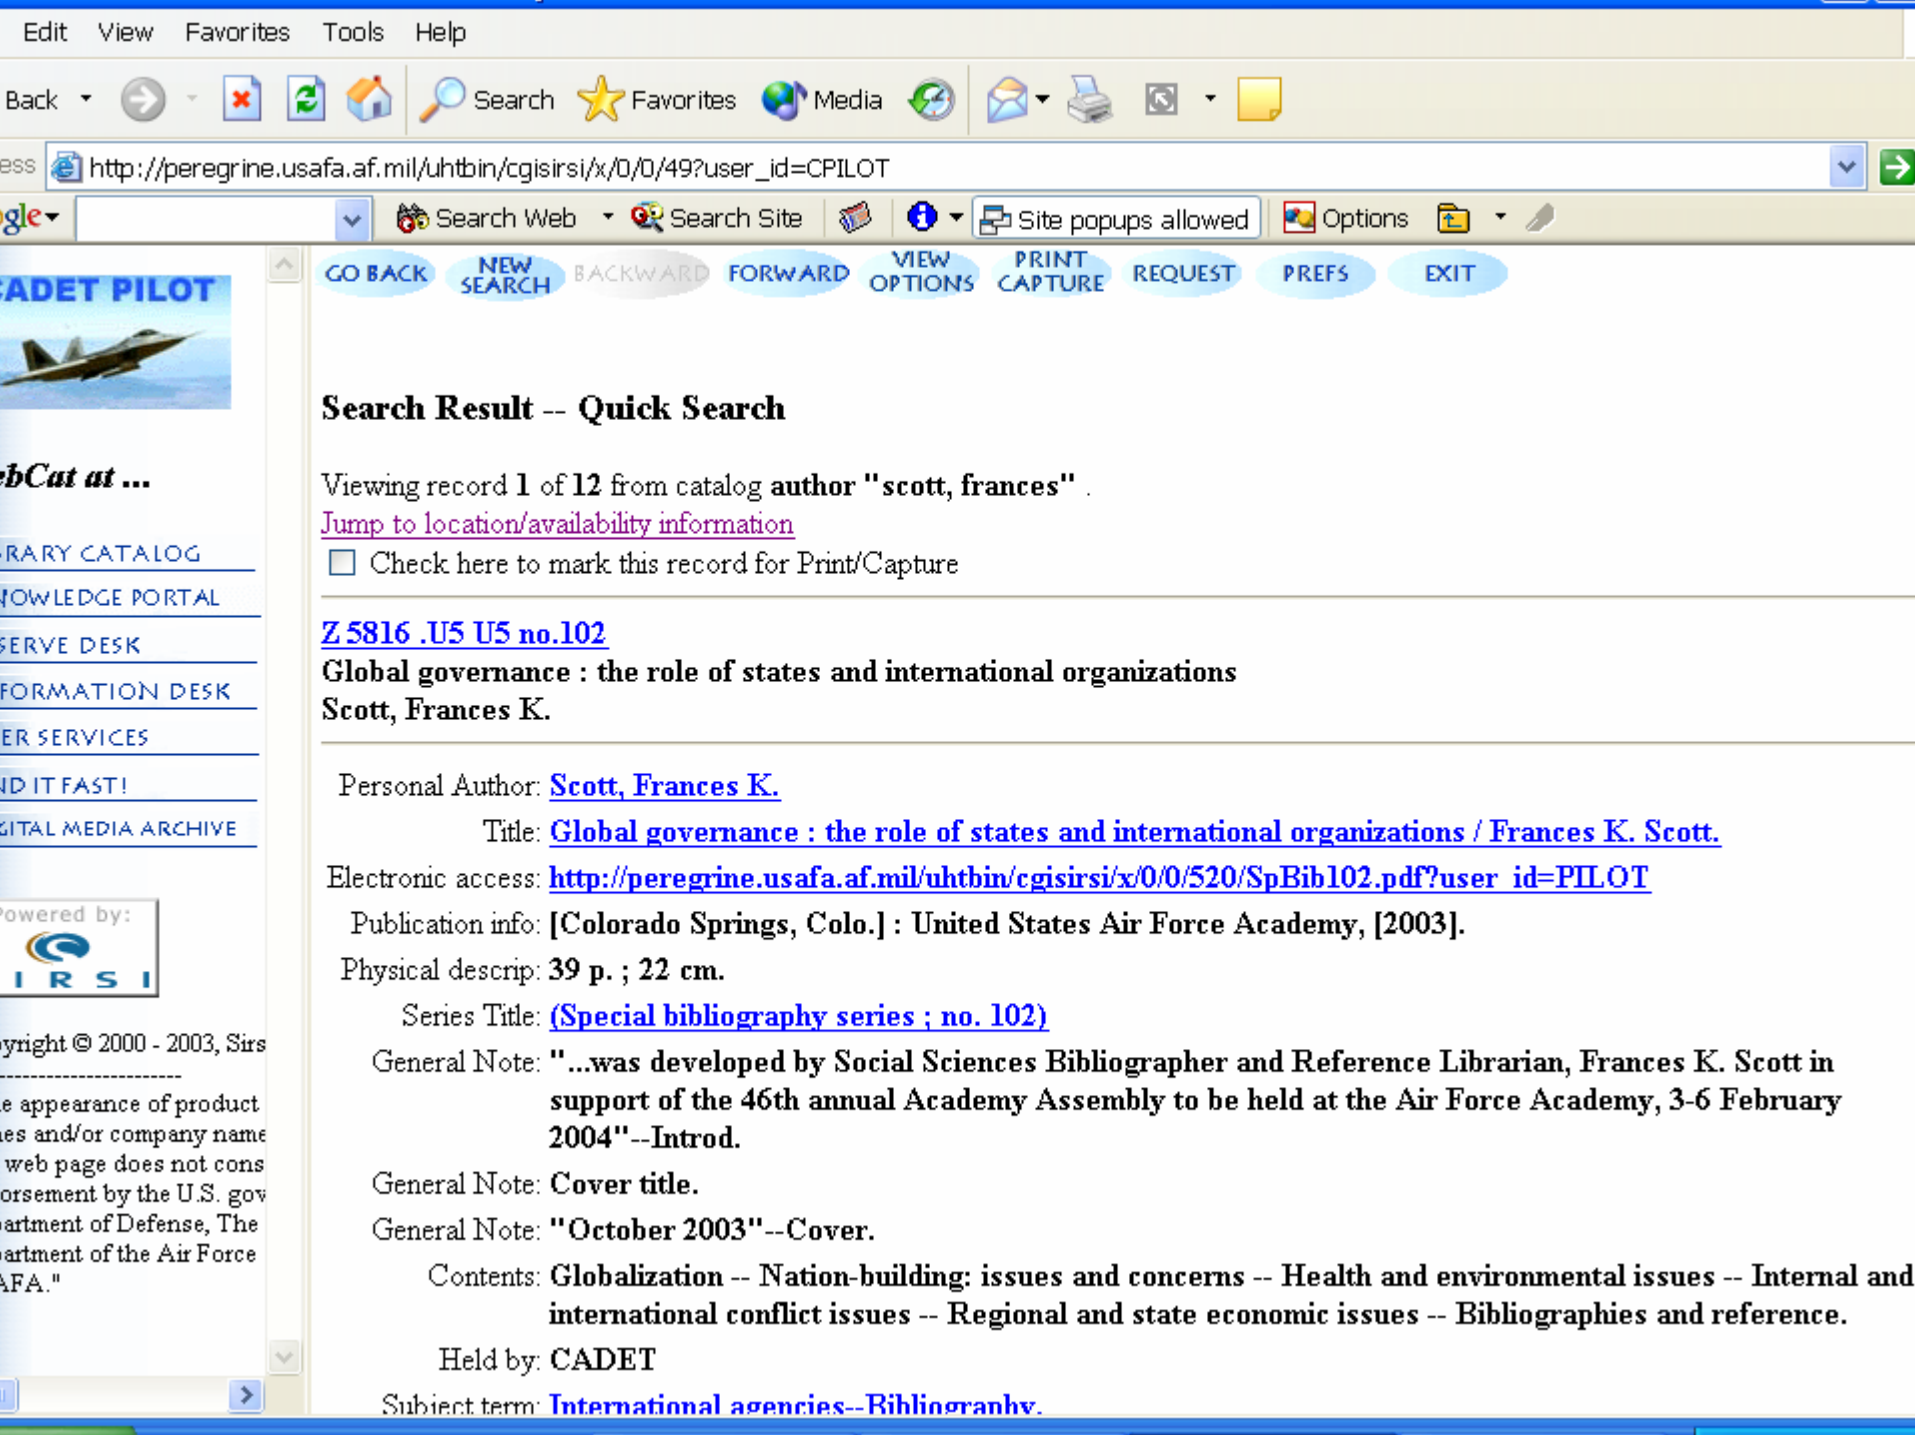 Edit View Favorites Tools Help
Back Search Favorites Media
ess http://peregrine.usafa.af.mil/uhtbin/cgisirsi/x/0/0/49?user_id=CPILOT
gle Search Web Search Site Site popups allowed Options
CADET PILOT
GO BACK NEW SEARCH BACKWARD FORWARD VIEW OPTIONS PRINT CAPTURE REQUEST PREFS EXIT
Search Result -- Quick Search
ebCat at ...
Viewing record 1 of 12 from catalog author "scott, frances" .
Jump to location/availability information
Check here to mark this record for Print/Capture
RARY CATALOG
NOWLEDGE PORTAL
SERVE DESK
FORMATION DESK
ER SERVICES
ND IT FAST!
GITAL MEDIA ARCHIVE
Z 5816 .U5 U5 no.102
Global governance : the role of states and international organizations
Scott, Frances K.
Personal Author: Scott, Frances K.
Title: Global governance : the role of states and international organizations / Frances K. Scott.
Electronic access: http://peregrine.usafa.af.mil/uhtbin/cgisirsi/x/0/0/520/SpBib102.pdf?user_id=PILOT
Publication info: [Colorado Springs, Colo.] : United States Air Force Academy, [2003].
Physical descrip: 39 p. ; 22 cm.
Series Title: (Special bibliography series ; no. 102)
General Note: "...was developed by Social Sciences Bibliographer and Reference Librarian, Frances K. Scott in
support of the 46th annual Academy Assembly to be held at the Air Force Academy, 3-6 February
2004"--Introd.
General Note: Cover title.
General Note: "October 2003"--Cover.
Contents: Globalization -- Nation-building: issues and concerns -- Health and environmental issues -- Internal and
international conflict issues -- Regional and state economic issues -- Bibliographies and reference.
Held by: CADET
Subject term: International agencies--Bibliography.
Powered by:
IRSI
yright © 2000 - 2003, Sirs
-----------------------
e appearance of product
es and/or company name
web page does not cons
orsement by the U.S. gov
artment of Defense, The
artment of the Air Force
AFA."